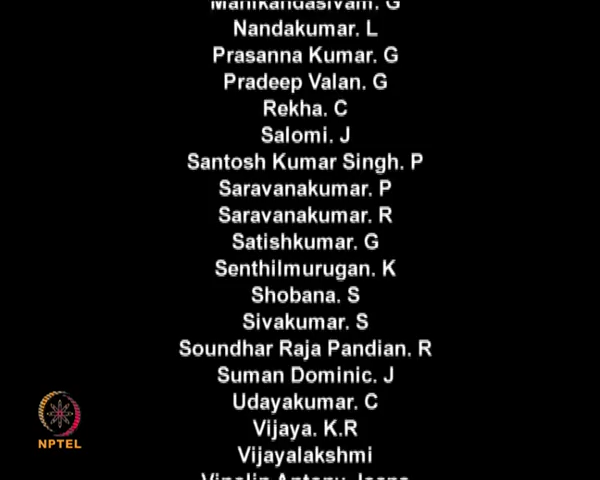 Manikandasivam. G
Nandakumar. L
Prasanna Kumar. G
Pradeep Valan. G
Rekha. C
Salomi. J
Santosh Kumar Singh. P
Saravanakumar. P
Saravanakumar. R
Satishkumar. G
Senthilmurugan. K
Shobana. S
Sivakumar. S
Soundhar Raja Pandian. R
Suman Dominic. J
Udayakumar. C
Vijaya. K.R
Vijayalakshmi
NPTEL